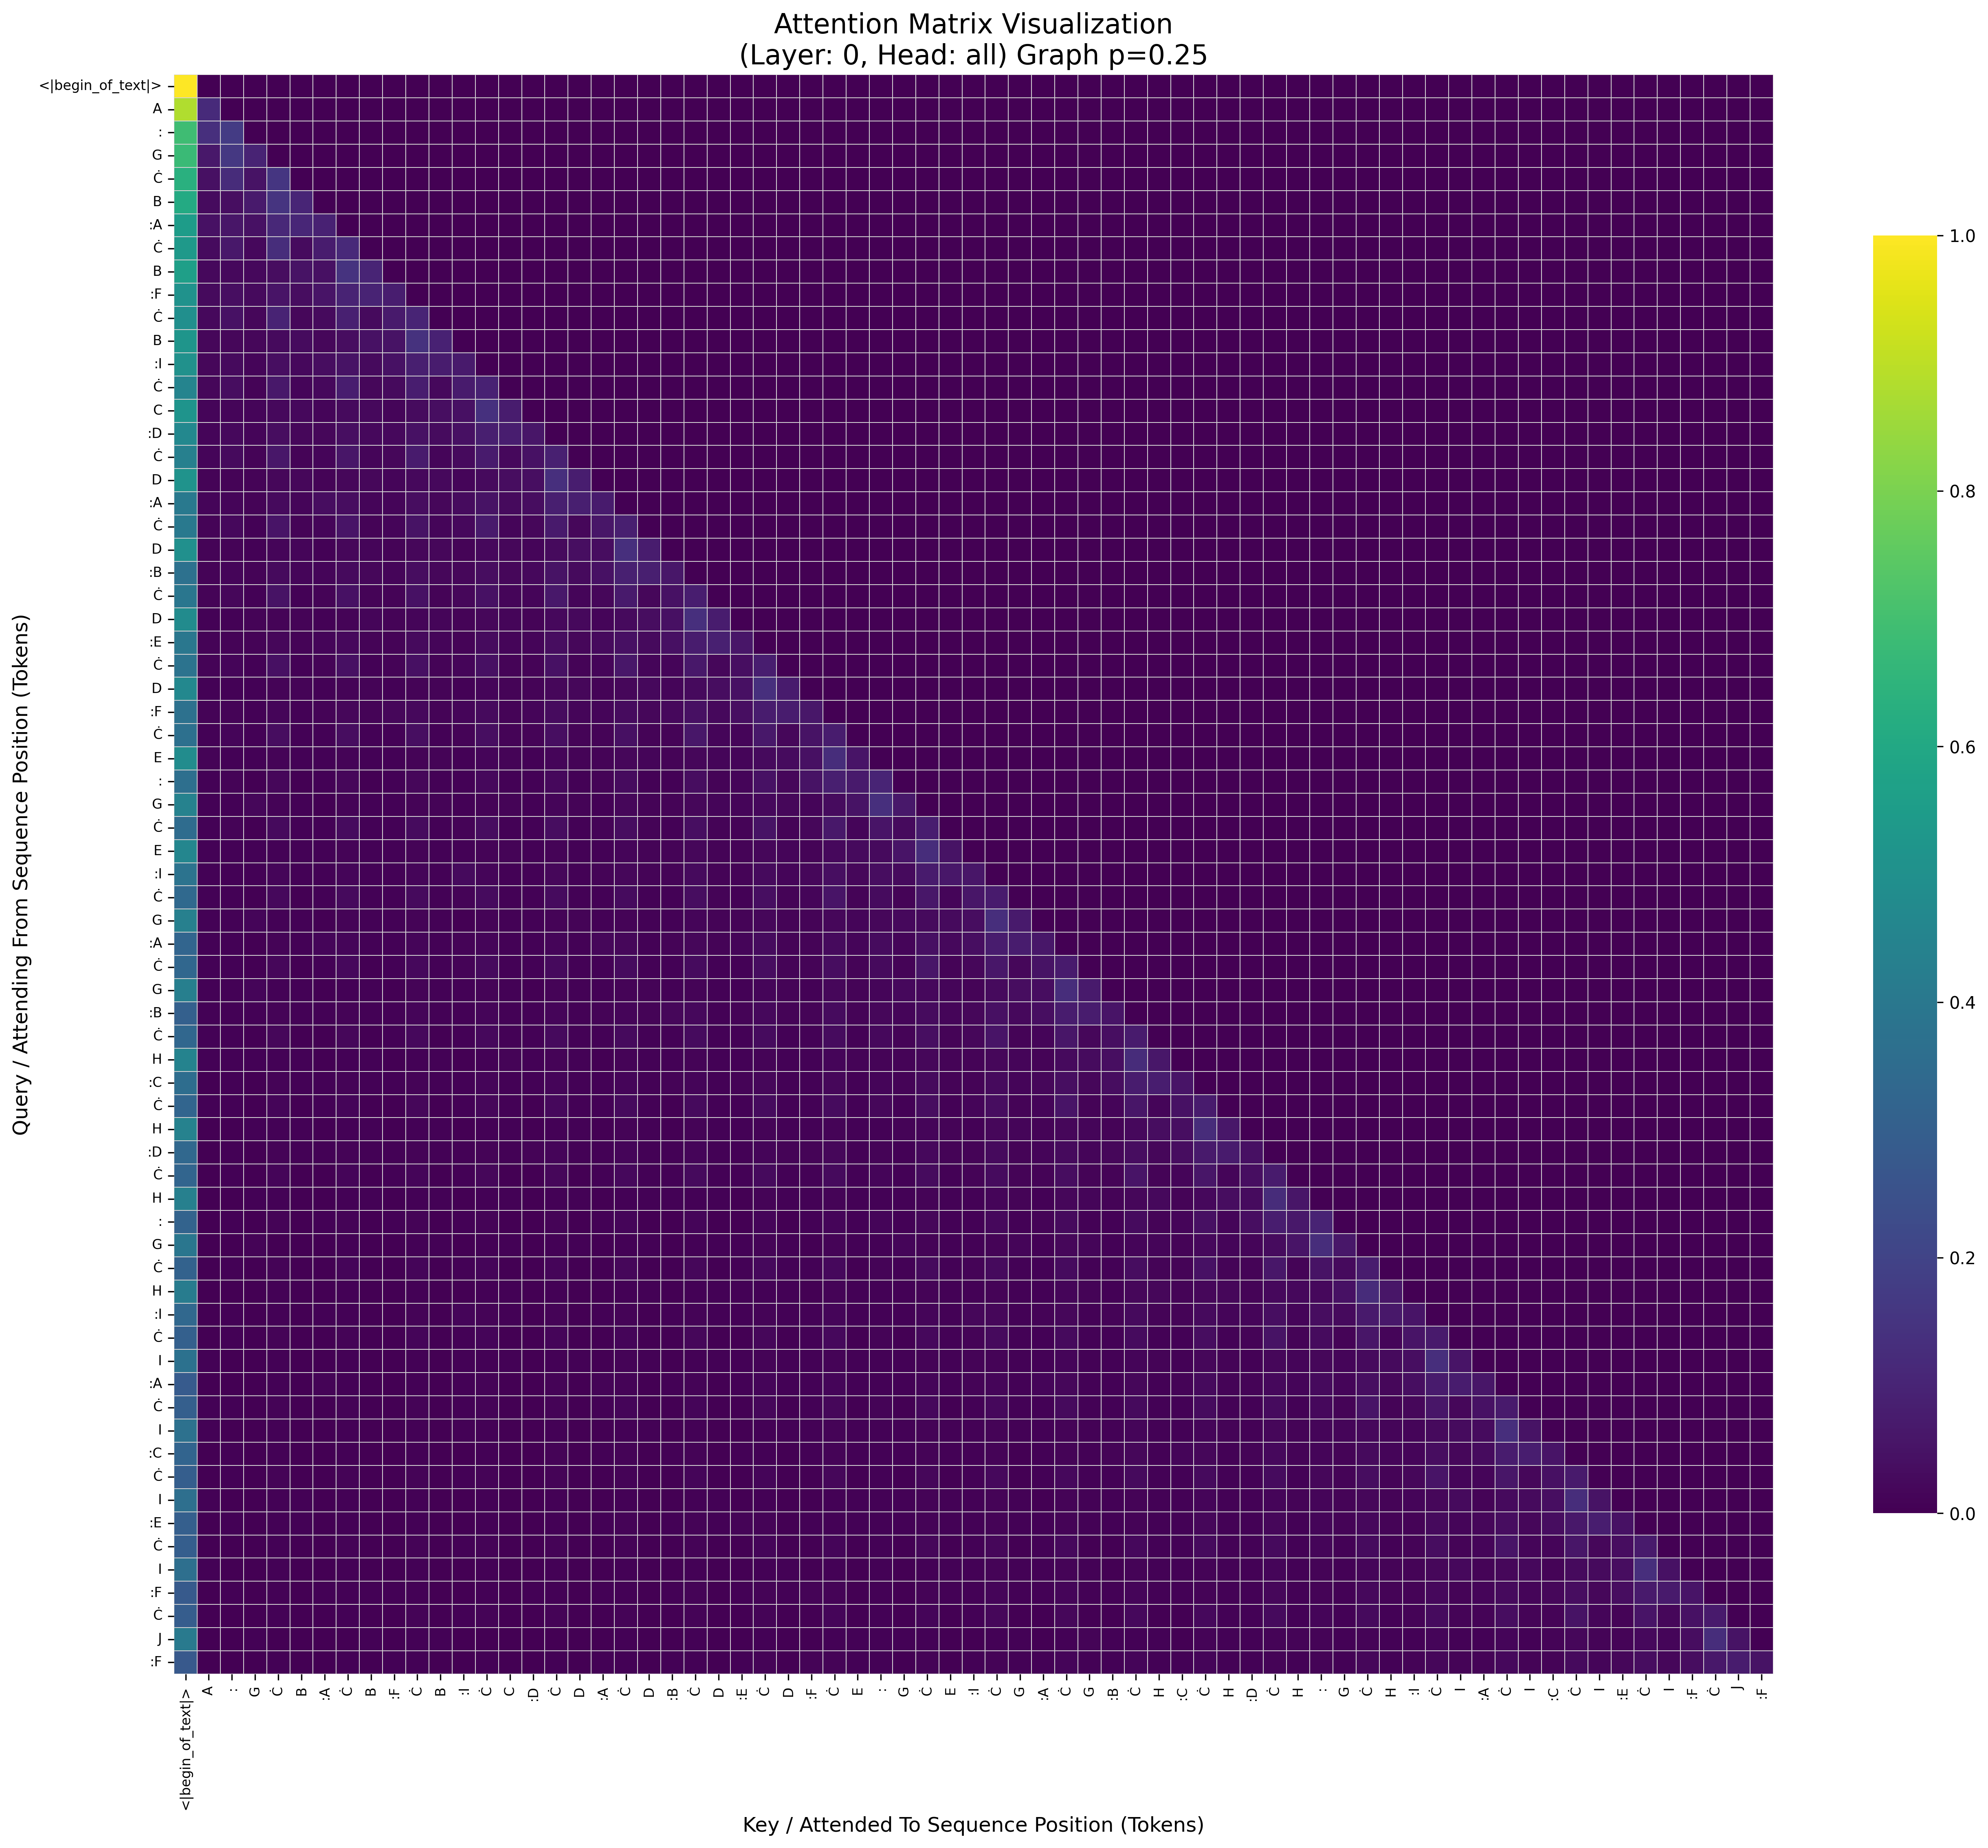 Attention Matrix Visualization
(Layer: 0, Head: all) Graph p=0.25
Query / Attending From Sequence Position (Tokens)
<|begin_of_text|>
A
:
G
Ċ
B
:A
Ċ
B
:F
Ċ
B
:I
Ċ
C
:D
Ċ
D
:A
Ċ
D
:B
Ċ
D
:E
Ċ
D
:F
Ċ
E
:
G
Ċ
E
:I
Ċ
G
:A
Ċ
G
:B
Ċ
H
:C
Ċ
H
:D
Ċ
H
:
G
Ċ
H
:I
Ċ
I
:A
Ċ
I
:C
Ċ
I
:E
Ċ
I
:F
Ċ
J
:F
<|begin_of_text|> A : G Ċ B :A Ċ B :F Ċ B :I Ċ C :D Ċ D :A Ċ D :B Ċ D :E Ċ D :F Ċ E : G Ċ E :I Ċ G :A Ċ G :B Ċ H :C Ċ H :D Ċ H : G Ċ H :I Ċ I :A Ċ I :C Ċ I :E Ċ I :F Ċ J :F
Key / Attended To Sequence Position (Tokens)
1.0
0.8
0.6
0.4
0.2
0.0